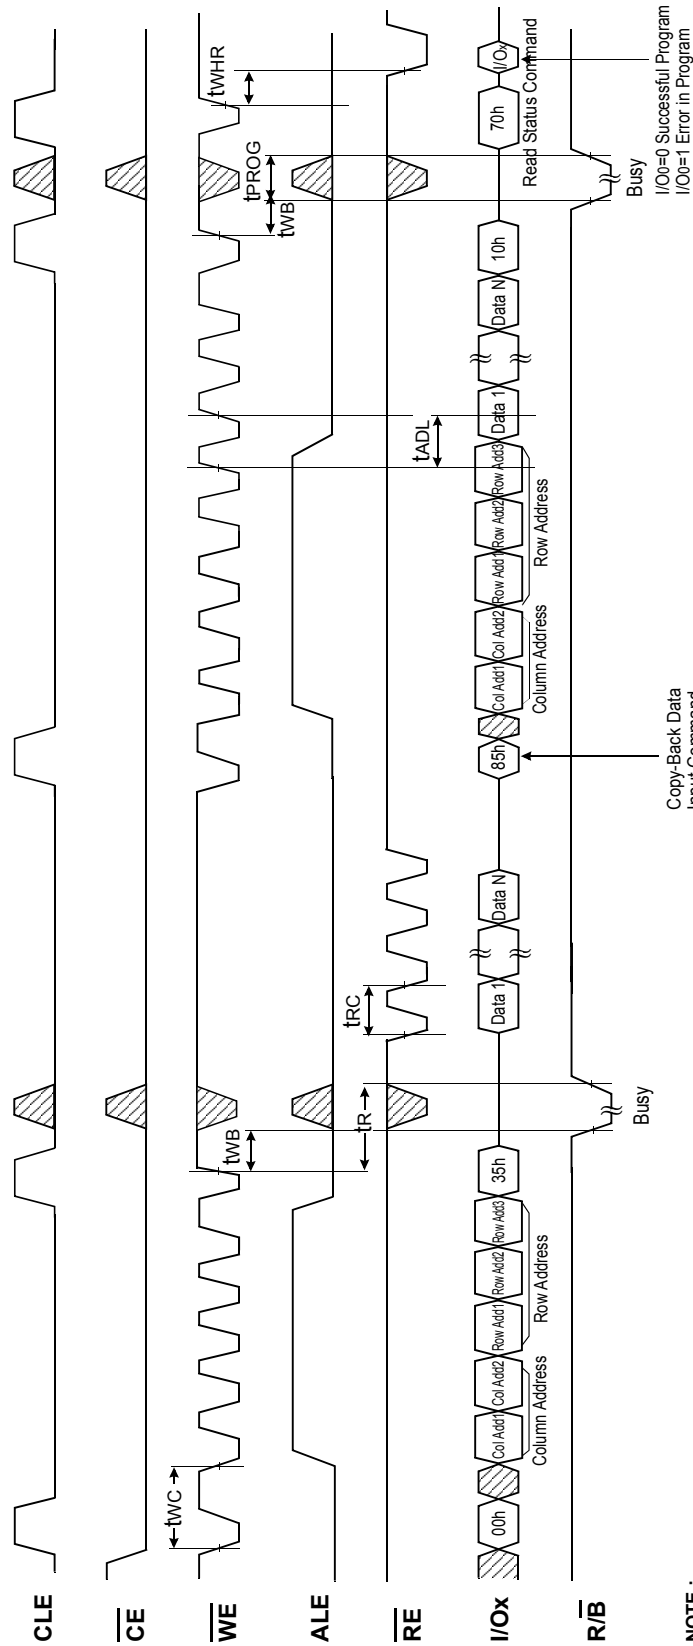 CLE
C̅E̅
tWC
tWB
tWB
tPROG
tWHR
W̅E̅
ALE
tR
tRC
tADL
R̅E̅
I/Ox
00h
Col Add1
Col Add2
Row Add1
Row Add2
Row Add3
35h
Data 1
Data N
85h
Col Add1
Col Add2
Row Add1
Row Add2
Row Add3
Data 1
Data N
10h
70h
I/Ox
Column Address
Row Address
Column Address
Row Address
Read Status Command
R/B̅
Busy
Busy
I/O0=0 Successful Program
I/O0=1 Error in Program
Copy-Back Data
Input Command
NOTE :